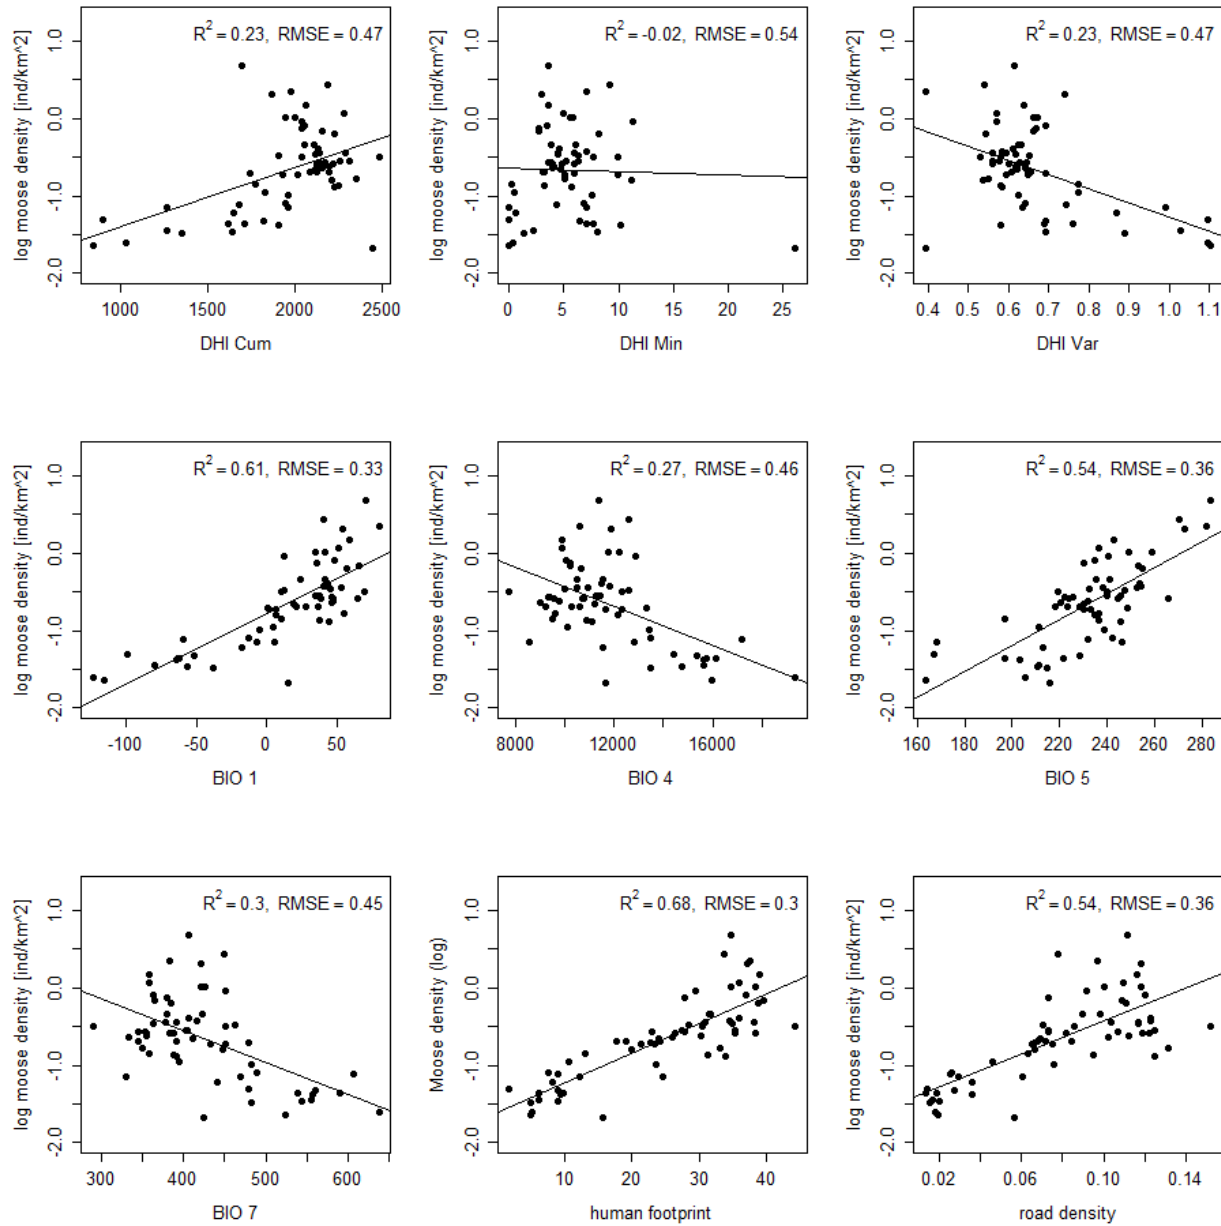 R² = 0.23, RMSE = 0.47
log moose density [ind/km^2]
1.0
0.0
-1.0
-2.0
1000 1500 2000 2500
DHI Cum
R² = -0.02, RMSE = 0.54
log moose density [ind/km^2]
1.0
0.0
-1.0
-2.0
0 5 10 15 20 25
DHI Min
R² = 0.23, RMSE = 0.47
log moose density [ind/km^2]
1.0
0.0
-1.0
-2.0
0.4 0.5 0.6 0.7 0.8 0.9 1.0 1.1
DHI Var
R² = 0.61, RMSE = 0.33
log moose density [ind/km^2]
1.0
0.0
-1.0
-2.0
-100 -50 0 50
BIO 1
R² = 0.27, RMSE = 0.46
log moose density [ind/km^2]
1.0
0.0
-1.0
-2.0
8000 12000 16000
BIO 4
R² = 0.54, RMSE = 0.36
log moose density [ind/km^2]
1.0
0.0
-1.0
-2.0
160 180 200 220 240 260 280
BIO 5
R² = 0.3, RMSE = 0.45
log moose density [ind/km^2]
1.0
0.0
-1.0
-2.0
300 400 500 600
BIO 7
R² = 0.68, RMSE = 0.3
Moose density (log)
1.0
0.0
-1.0
-2.0
10 20 30 40
human footprint
R² = 0.54, RMSE = 0.36
log moose density [ind/km^2]
1.0
0.0
-1.0
-2.0
0.02 0.06 0.10 0.14
road density